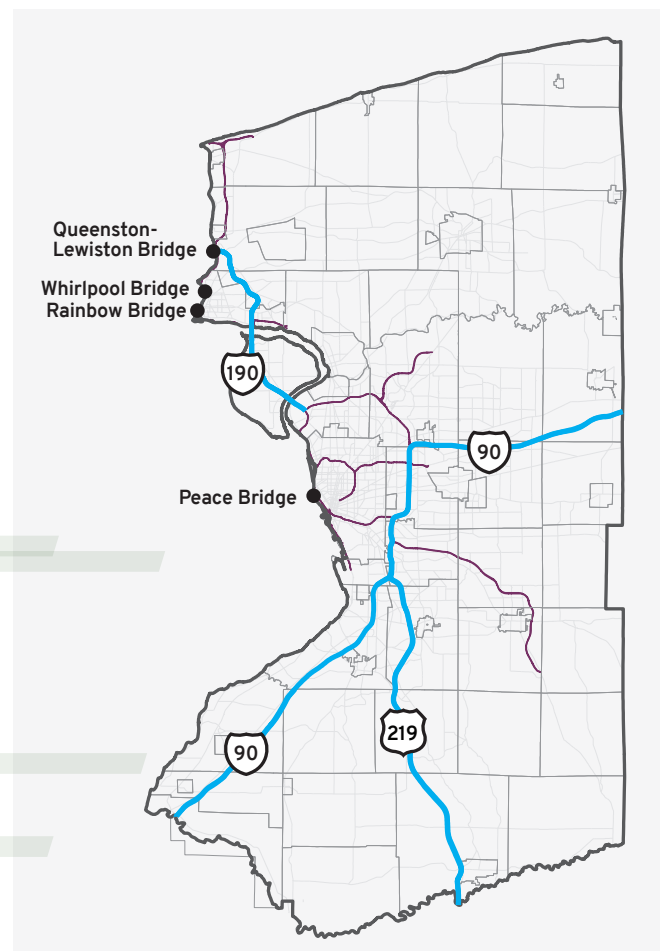 Queenston-
Lewiston Bridge
Whirlpool Bridge
Rainbow Bridge
190
90
Peace Bridge
219
90